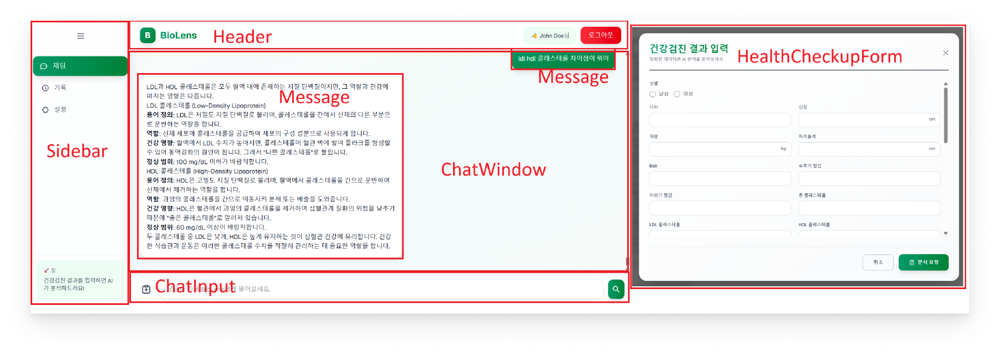 채팅
기록
설정
Sidebar
팁
건강검진 결과를 입력하면 AI
가 분석해드려요!
B BioLens
Header
John Doe님
로그아웃
ldl hdl 콜레스테롤 차이점이 뭐야
Message
LDL과 HDL 콜레스테롤은 모두 혈액 내에 존재하는 지질 단백질이지만, 그 역할과 건강에
미치는 영향은 다릅니다.
Message
LDL 콜레스테롤 (Low-Density Lipoprotein)
용어 정의: LDL은 저밀도 지질 단백질로 불리며, 콜레스테롤을 간에서 신체의 다른 부분으
로 운반하는 역할을 합니다.
역할: 신체 세포에 콜레스테롤을 공급하여 세포의 구성 성분으로 사용되게 합니다.
건강 영향: 혈액에서 LDL 수치가 높아지면, 콜레스테롤이 혈관 벽에 쌓여 플라크를 형성할
수 있어 동맥경화의 원인이 됩니다. 그래서 "나쁜 콜레스테롤"로 불립니다.
정상 범위: 100 mg/dL 이하가 바람직합니다.
HDL 콜레스테롤 (High-Density Lipoprotein)
용어 정의: HDL은 고밀도 지질 단백질로 불리며, 혈액에서 콜레스테롤을 간으로 운반하여
신체에서 제거하는 역할을 합니다.
역할: 과잉의 콜레스테롤을 간으로 이동시켜 분해 또는 배출을 도와줍니다.
건강 영향: HDL은 혈관에서 과잉의 콜레스테롤을 제거하여 심혈관계 질환의 위험을 낮추기
때문에 "좋은 콜레스테롤"로 알려져 있습니다.
정상 범위: 60 mg/dL 이상이 바람직합니다.
두 콜레스테롤 중 LDL은 낮게, HDL은 높게 유지하는 것이 심혈관 건강에 유리합니다. 건강
한 식습관과 운동은 이러한 콜레스테롤 수치를 적절히 관리하는 데 중요한 역할을 합니다.
ChatWindow
ChatInput
물어보세요.
건강검진 결과 입력
정확한 데이터로 AI 분석을 받아보세요
HealthCheckupForm
성별
남성 여성
나이 신장
cm
체중 허리둘레
kg cm
BMI 수축기 혈압
이완기 혈압 총 콜레스테롤
LDL 콜레스테롤 HDL 콜레스테롤
취소 분석 요청